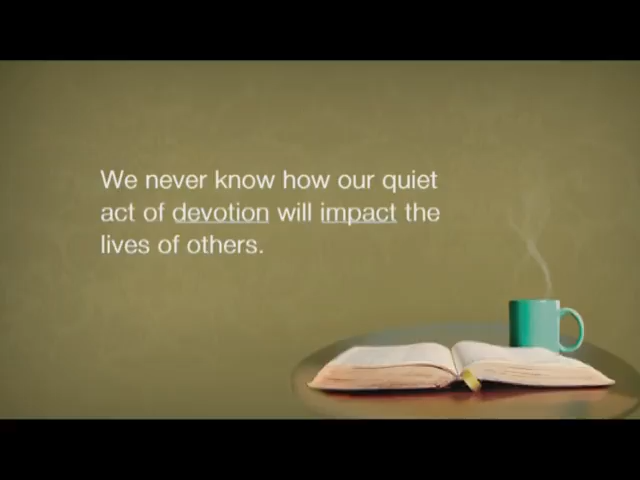 We never know how our quiet
act of devotion will impact the
lives of others.